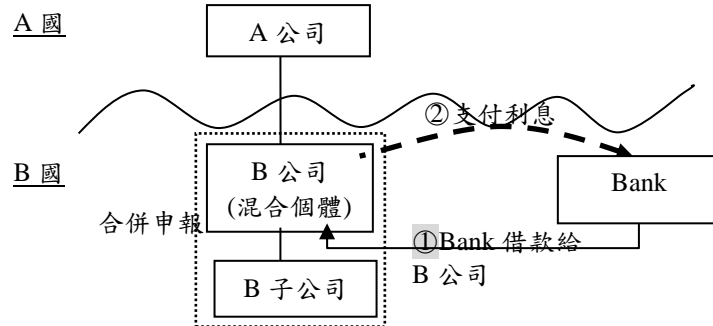 A 國
A 公司
②支付利息
B 國
B 公司
(混合個體)
Bank
合併申報
①Bank 借款給
B 公司
B 子公司